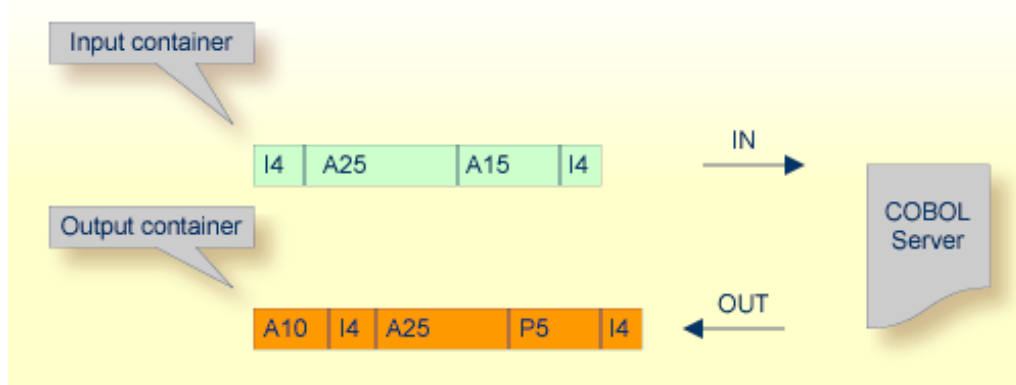 Input container
IN
I4 A25 A15 I4
COBOL
Server
Output container
OUT
A10 I4 A25 P5 I4